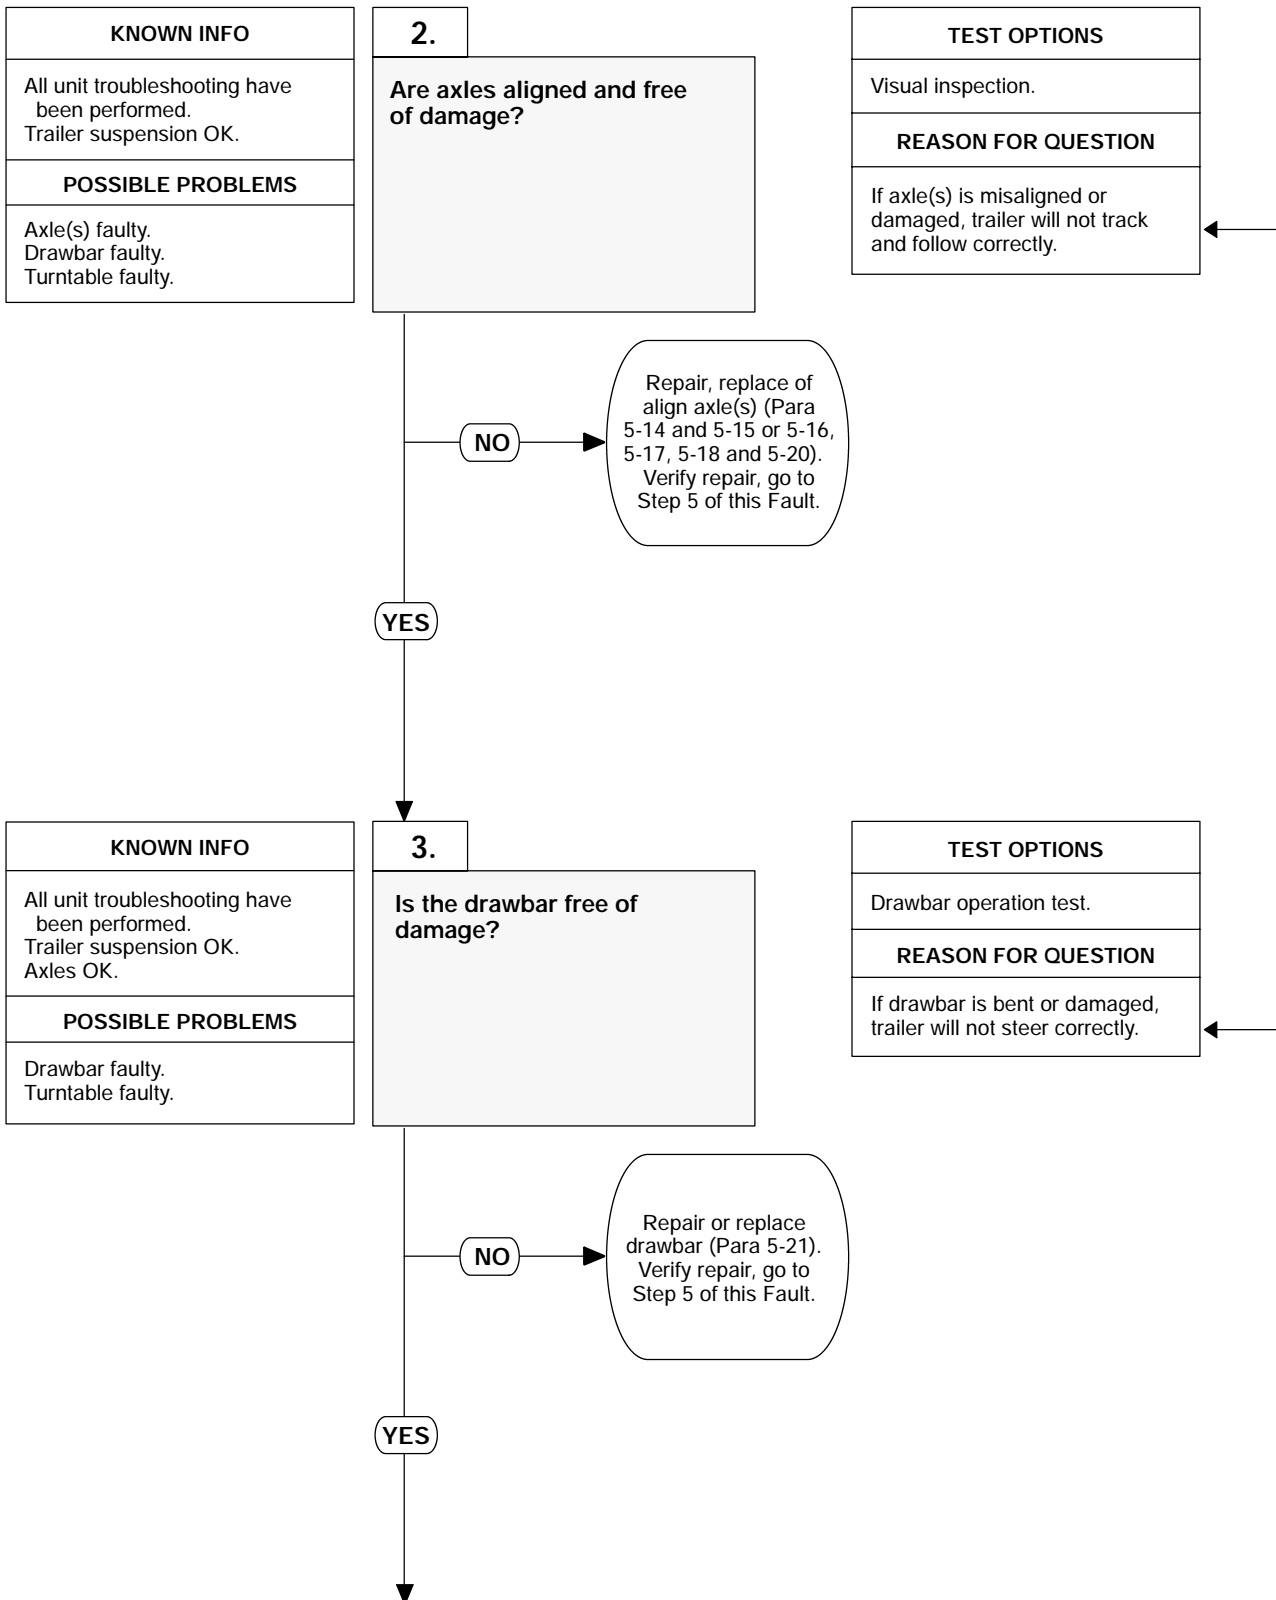 KNOWN INFO
All unit troubleshooting have
been performed.
Trailer suspension OK.
POSSIBLE PROBLEMS
Axle(s) faulty.
Drawbar faulty.
Turntable faulty.
2.
Are axles aligned and free
of damage?
TEST OPTIONS
Visual inspection.
REASON FOR QUESTION
If axle(s) is misaligned or
damaged, trailer will not track
and follow correctly.
NO
Repair, replace of
align axle(s) (Para
5-14 and 5-15 or 5-16,
5-17, 5-18 and 5-20).
Verify repair, go to
Step 5 of this Fault.
YES
KNOWN INFO
All unit troubleshooting have
been performed.
Trailer suspension OK.
Axles OK.
POSSIBLE PROBLEMS
Drawbar faulty.
Turntable faulty.
3.
Is the drawbar free of
damage?
TEST OPTIONS
Drawbar operation test.
REASON FOR QUESTION
If drawbar is bent or damaged,
trailer will not steer correctly.
NO
Repair or replace
drawbar (Para 5-21).
Verify repair, go to
Step 5 of this Fault.
YES